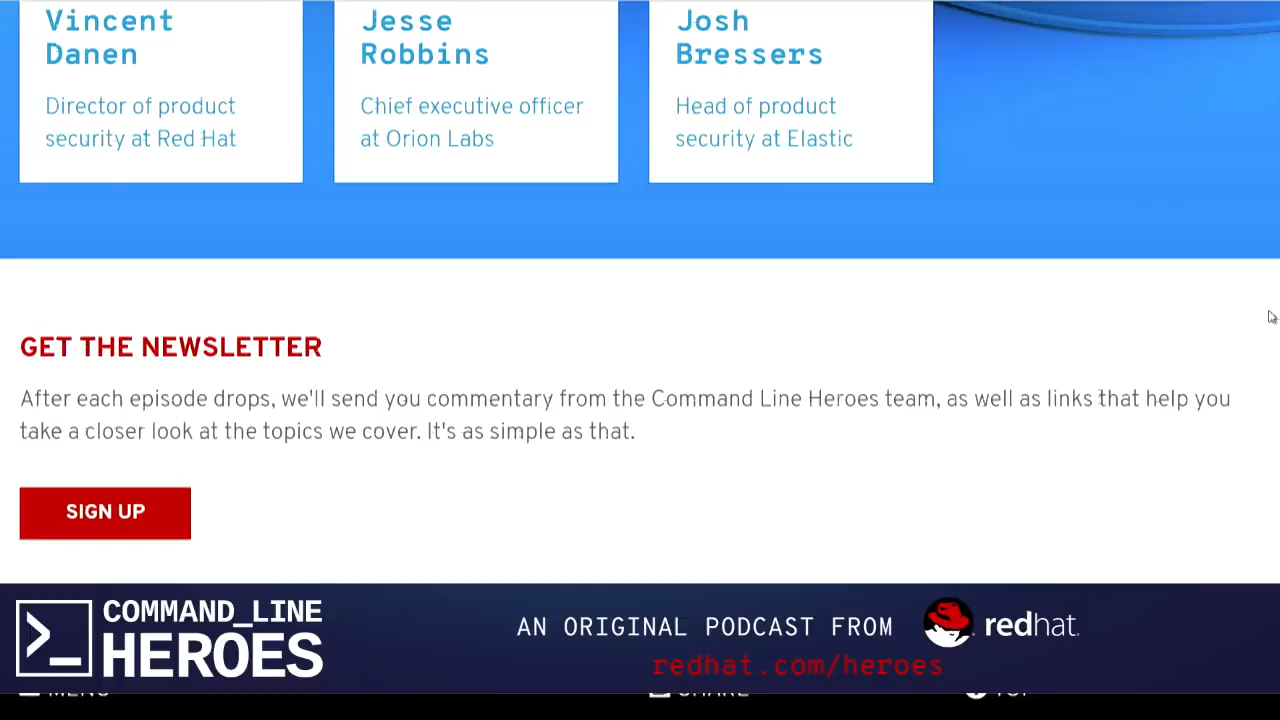 Vincent
Danen
Director of product
security at Red Hat
Jesse
Robbins
Chief executive officer
at Orion Labs
Josh
Bressers
Head of product
security at Elastic
GET THE NEWSLETTER
After each episode drops, we'll send you commentary from the Command Line Heroes team, as well as links that help you
take a closer look at the topics we cover. It's as simple as that.
SIGN UP
COMMAND_LINE
HEROES
AN ORIGINAL PODCAST FROM
redhat.
redhat.com/heroes
MENU
SHARE
TOP